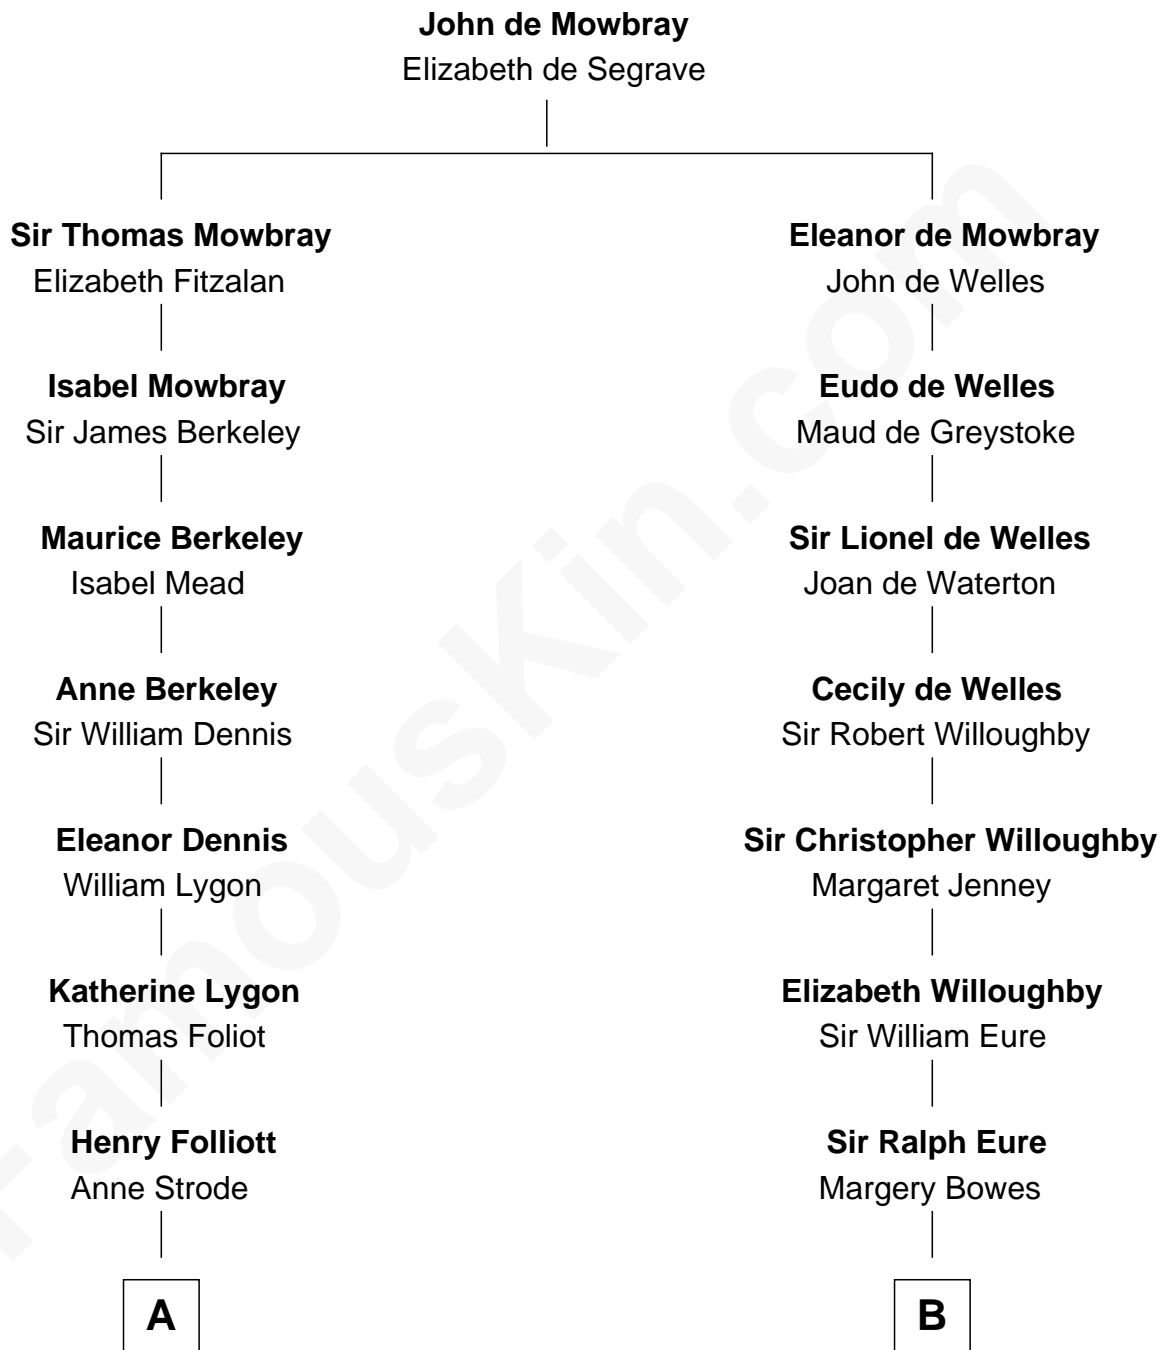 John de Mowbray
Elizabeth de Segrave
Sir Thomas Mowbray
Elizabeth Fitzalan
Eleanor de Mowbray
John de Welles
Isabel Mowbray
Sir James Berkeley
Eudo de Welles
Maud de Greystoke
Maurice Berkeley
Isabel Mead
Sir Lionel de Welles
Joan de Waterton
Anne Berkeley
Sir William Dennis
Cecily de Welles
Sir Robert Willoughby
Eleanor Dennis
William Lygon
Sir Christopher Willoughby
Margaret Jenney
Katherine Lygon
Thomas Foliot
Elizabeth Willoughby
Sir William Eure
Henry Folliott
Anne Strode
Sir Ralph Eure
Margery Bowes
A
B
FamousKin.com